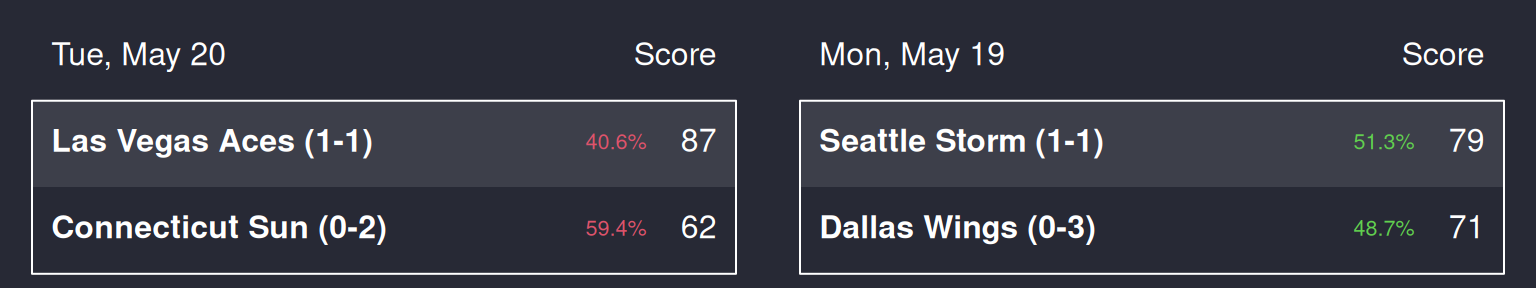 Tue, May 20 Score
Las Vegas Aces (1-1) 40.6% 87
Connecticut Sun (0-2) 59.4% 62
Mon, May 19 Score
Seattle Storm (1-1) 51.3% 79
Dallas Wings (0-3) 48.7% 71